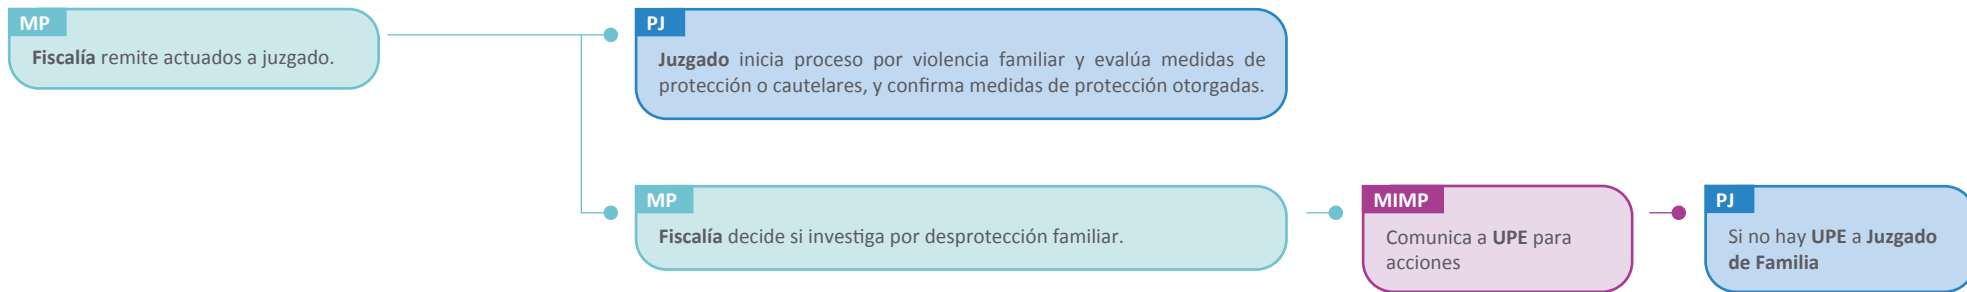 MP
Fiscalía remite actuados a juzgado.
PJ
Juzgado inicia proceso por violencia familiar y evalúa medidas de
protección o cautelares, y confirma medidas de protección otorgadas.
MP
Fiscalía decide si investiga por desprotección familiar.
MIMP
Comunica a UPE para
acciones
PJ
Si no hay UPE a Juzgado
de Familia